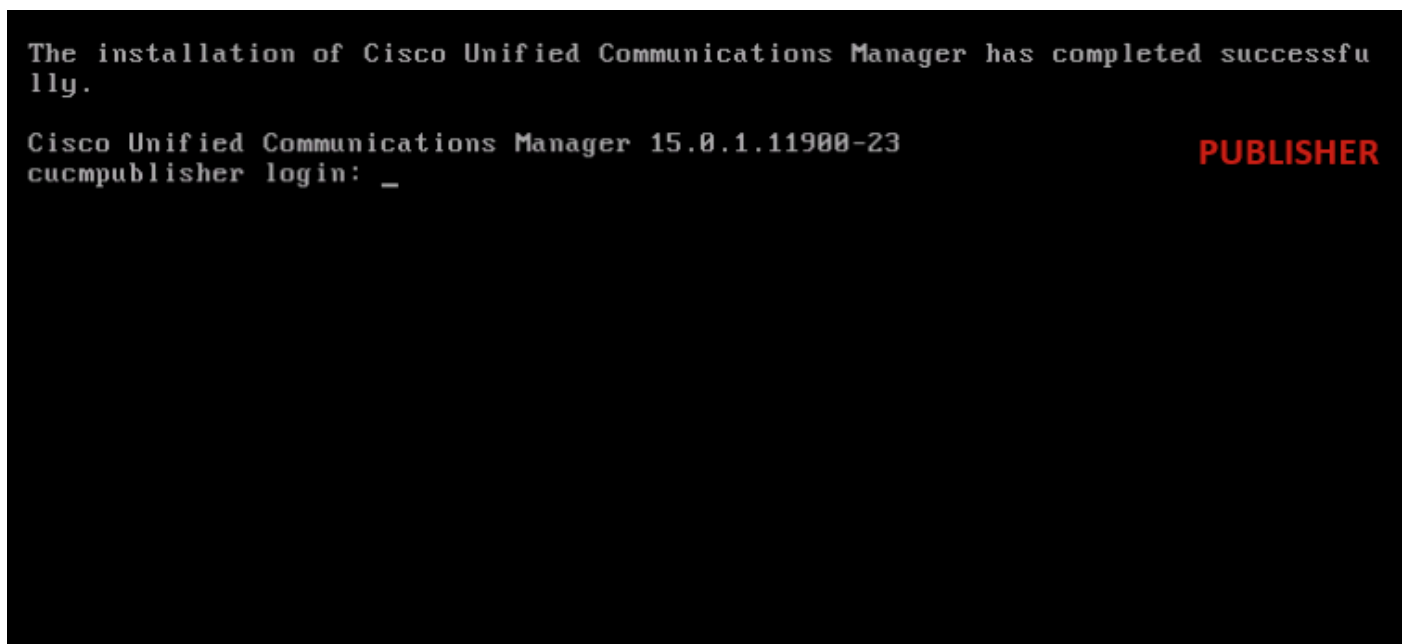 The installation of Cisco Unified Communications Manager has completed successfu
lly.
Cisco Unified Communications Manager 15.0.1.11900-23
PUBLISHER
cucmpublisher login: _